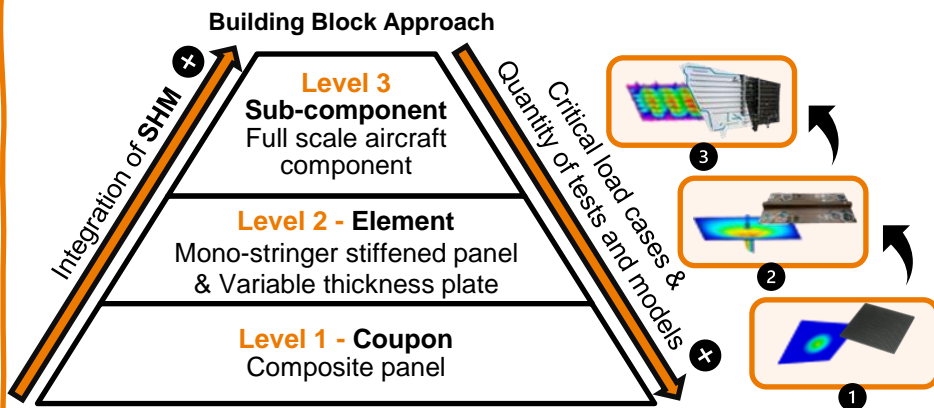 Building Block Approach
Integration of SHM +
Level 3
Sub-component
Full scale aircraft
component
Level 2 - Element
Mono-stringer stiffened panel
& Variable thickness plate
Level 1 - Coupon
Composite panel
Critical load cases &
Quantity of tests and models +
3
2
1